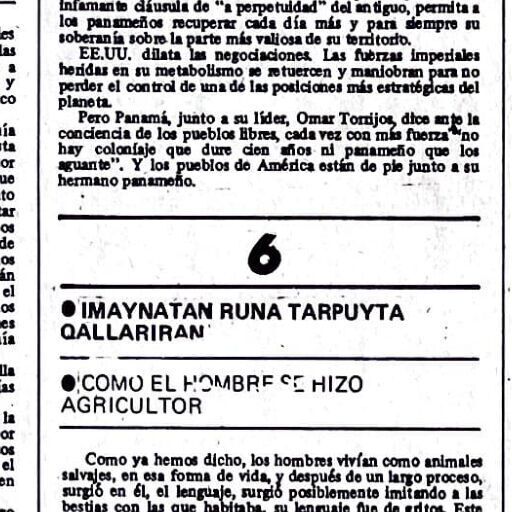 infamante cláusula de "a perpetuidad" del antiguo, permita a
los panameños recuperar cada día más y para siempre su
soberanía sobre la parte más valiosa de su territorio.
EE.UU. dilata las negociaciones. Las fuerzas imperiales
heridas en su metabolismo se retuercen y maniobran para no
perder el control de una de las posiciones más estratégicas del
planeta.
Pero Panamá, junto a su líder, Omar Torrijos, dice ante la
conciencia de los pueblos libres, cada vez con más fuerza "no
hay coloniaje que dure cien años ni panameño que los
aguante". Y los pueblos de América están de pie junto a su
hermano panameño.
6
● IMAYNATAN RUNA TARPUYTA
QALLARIRAN
● COMO EL HOMBRE SE HIZO
AGRICULTOR
Como ya hemos dicho, los hombres vivían como animales
salvajes, en esa forma de vida, y después de un largo proceso,
surgió en él, el lenguaje, surgió posiblemente imitando a las
bestias con las que habitaba, su lenguaje fue de gritos. Este